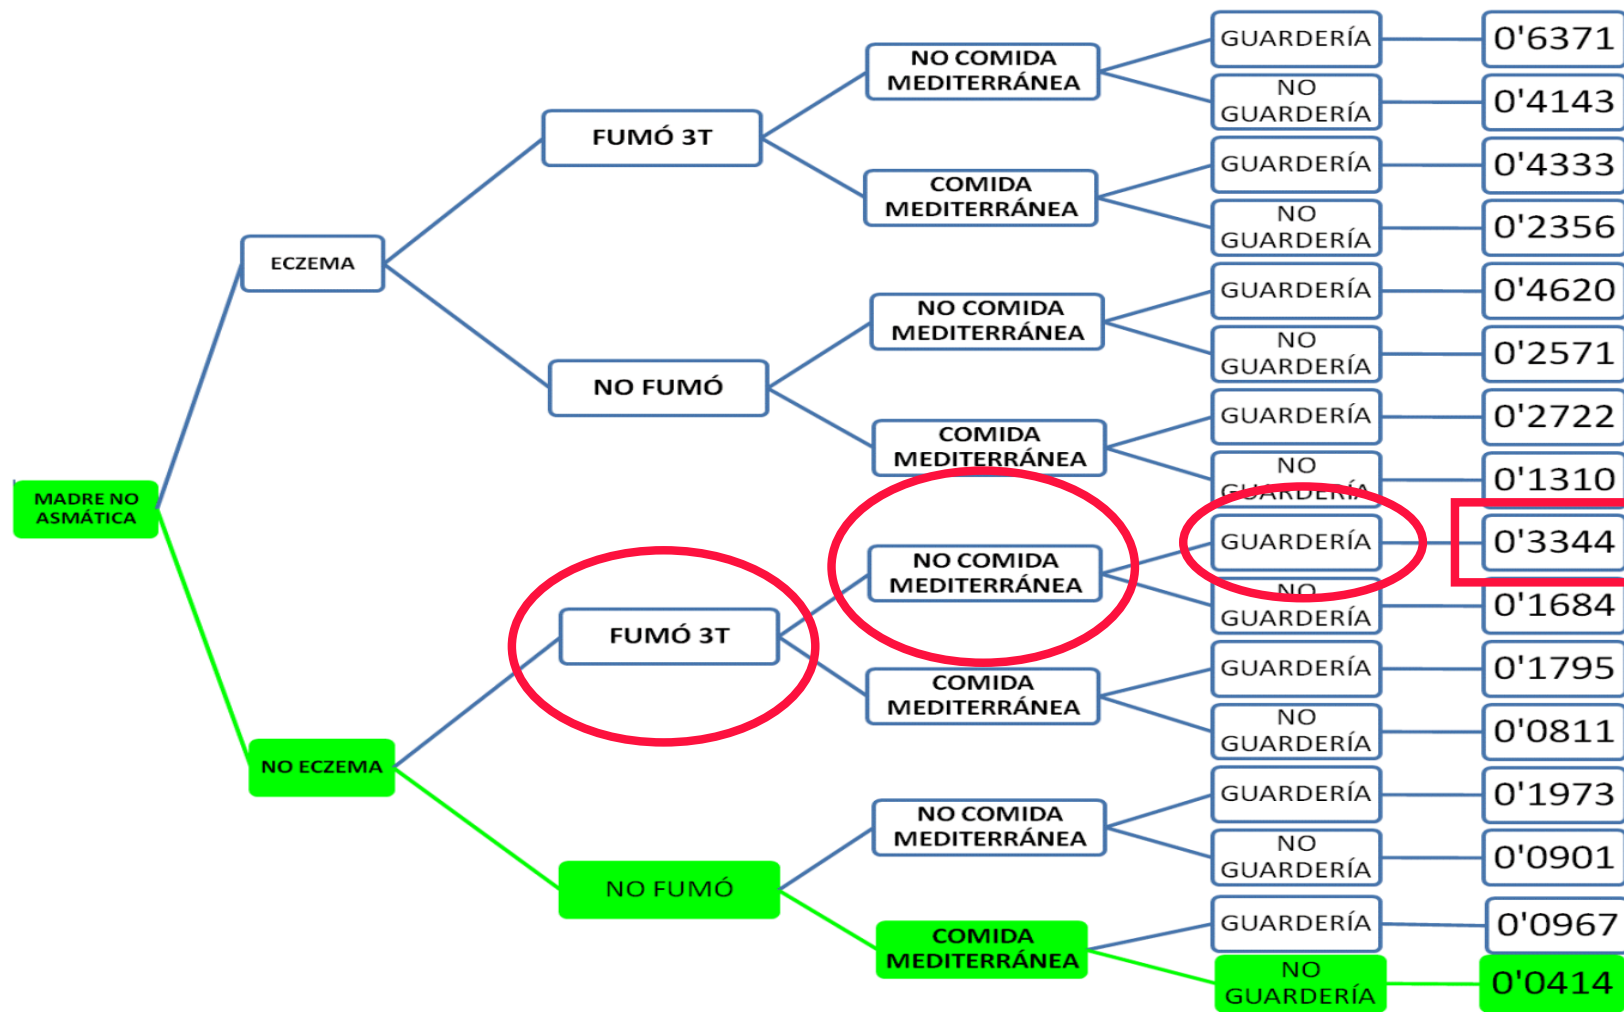 MADRE NO
ASMÁTICA
ECZEMA
NO ECZEMA
FUMÓ 3T
NO FUMÓ
FUMÓ 3T
NO FUMÓ
NO COMIDA
MEDITERRÁNEA
COMIDA
MEDITERRÁNEA
NO COMIDA
MEDITERRÁNEA
COMIDA
MEDITERRÁNEA
NO COMIDA
MEDITERRÁNEA
COMIDA
MEDITERRÁNEA
NO COMIDA
MEDITERRÁNEA
COMIDA
MEDITERRÁNEA
GUARDERÍA
0'6371
NO
GUARDERÍA
0'4143
GUARDERÍA
0'4333
NO
GUARDERÍA
0'2356
GUARDERÍA
0'4620
NO
GUARDERÍA
0'2571
GUARDERÍA
0'2722
NO
GUARDERÍA
0'1310
GUARDERÍA
0'3344
NO
GUARDERÍA
0'1684
GUARDERÍA
0'1795
NO
GUARDERÍA
0'0811
GUARDERÍA
0'1973
NO
GUARDERÍA
0'0901
GUARDERÍA
0'0967
NO
GUARDERÍA
0'0414